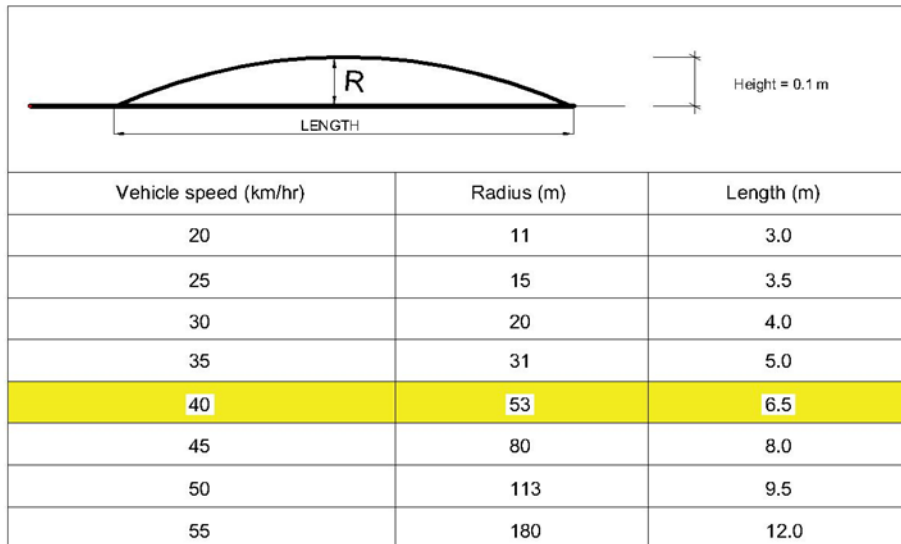 R
Height = 0.1 m
LENGTH
Vehicle speed (km/hr) Radius (m) Length (m)
20 11 3.0
25 15 3.5
30 20 4.0
35 31 5.0
40 53 6.5
45 80 8.0
50 113 9.5
55 180 12.0